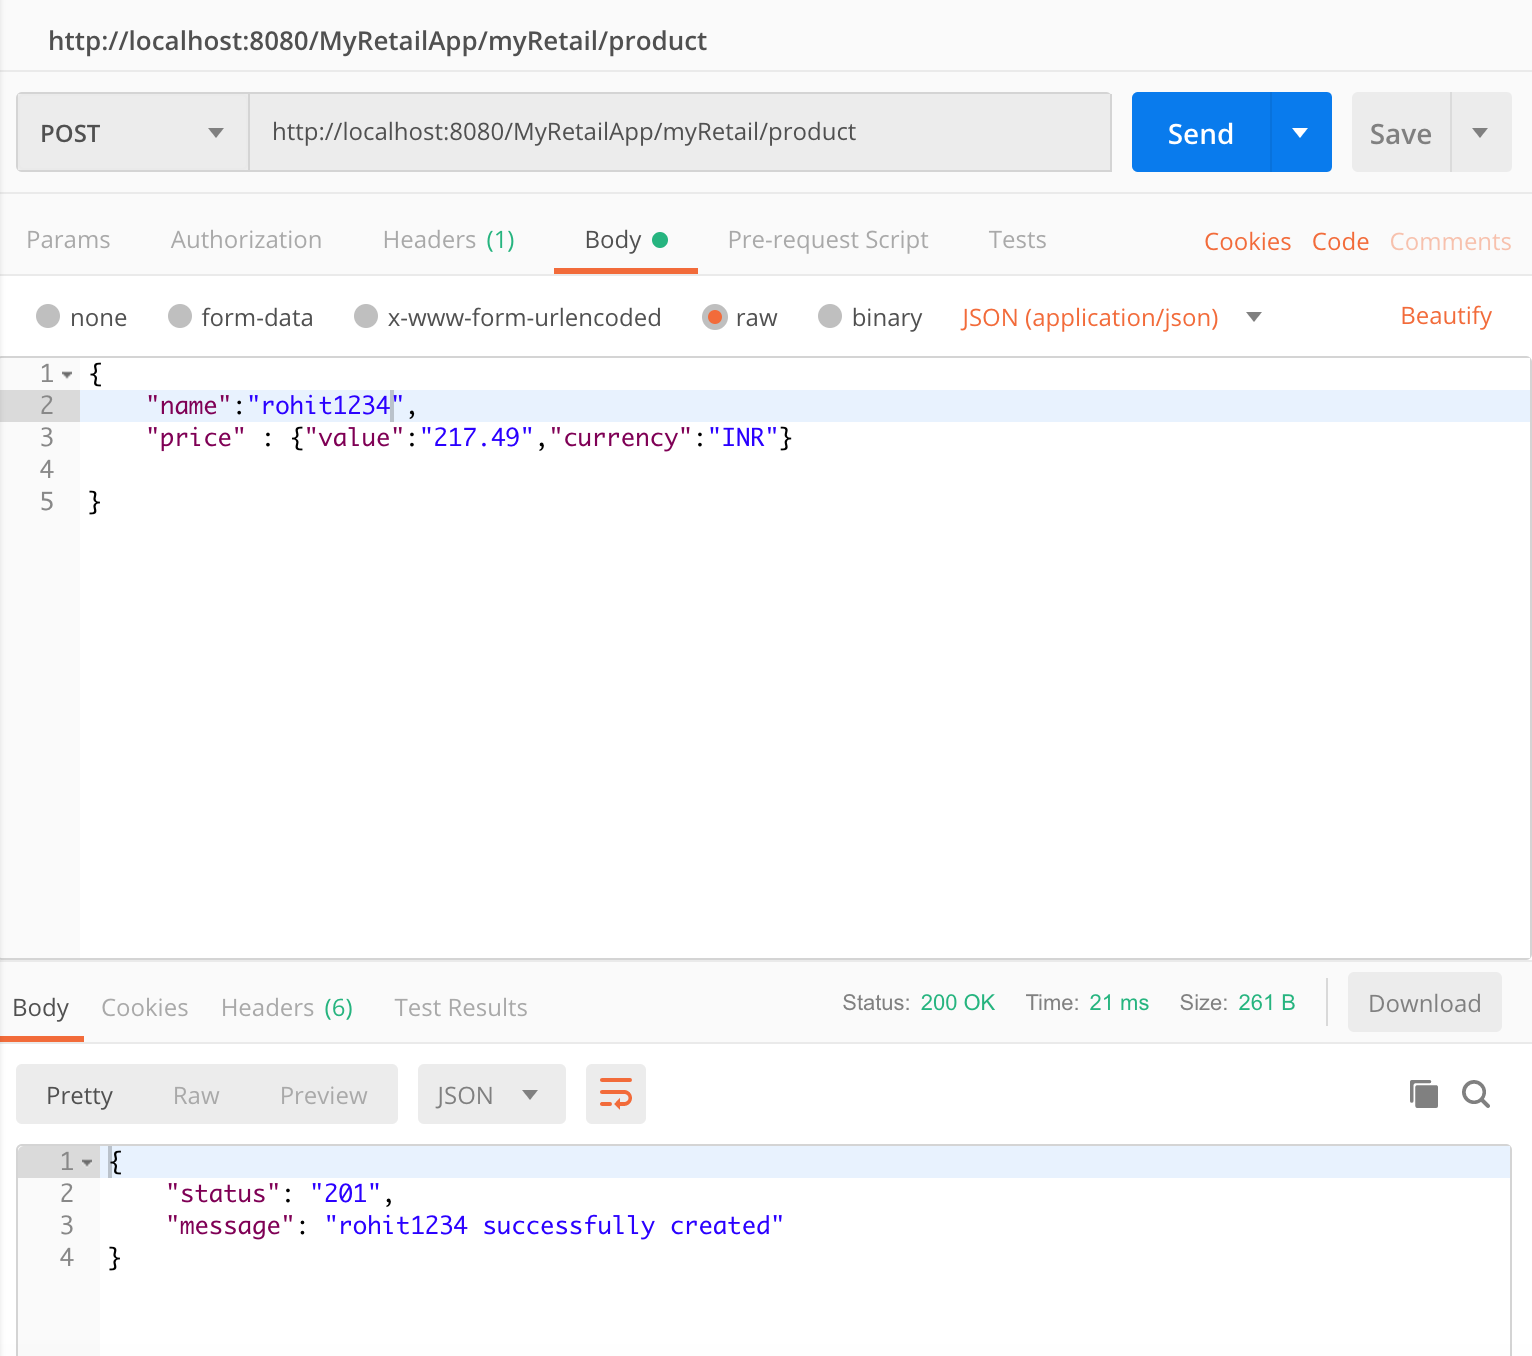 http://localhost:8080/MyRetailApp/myRetail/product
POST http://localhost:8080/MyRetailApp/myRetail/product Send Save
Params Authorization Headers (1) Body Pre-request Script Tests Cookies Code Comments
none form-data x-www-form-urlencoded raw binary JSON (application/json) Beautify
1 {
2 "name":"rohit1234",
3 "price" : {"value":"217.49","currency":"INR"}
4
5 }
Body Cookies Headers (6) Test Results Status: 200 OK Time: 21 ms Size: 261 B Download
Pretty Raw Preview JSON
1 {
2 "status": "201",
3 "message": "rohit1234 successfully created"
4 }